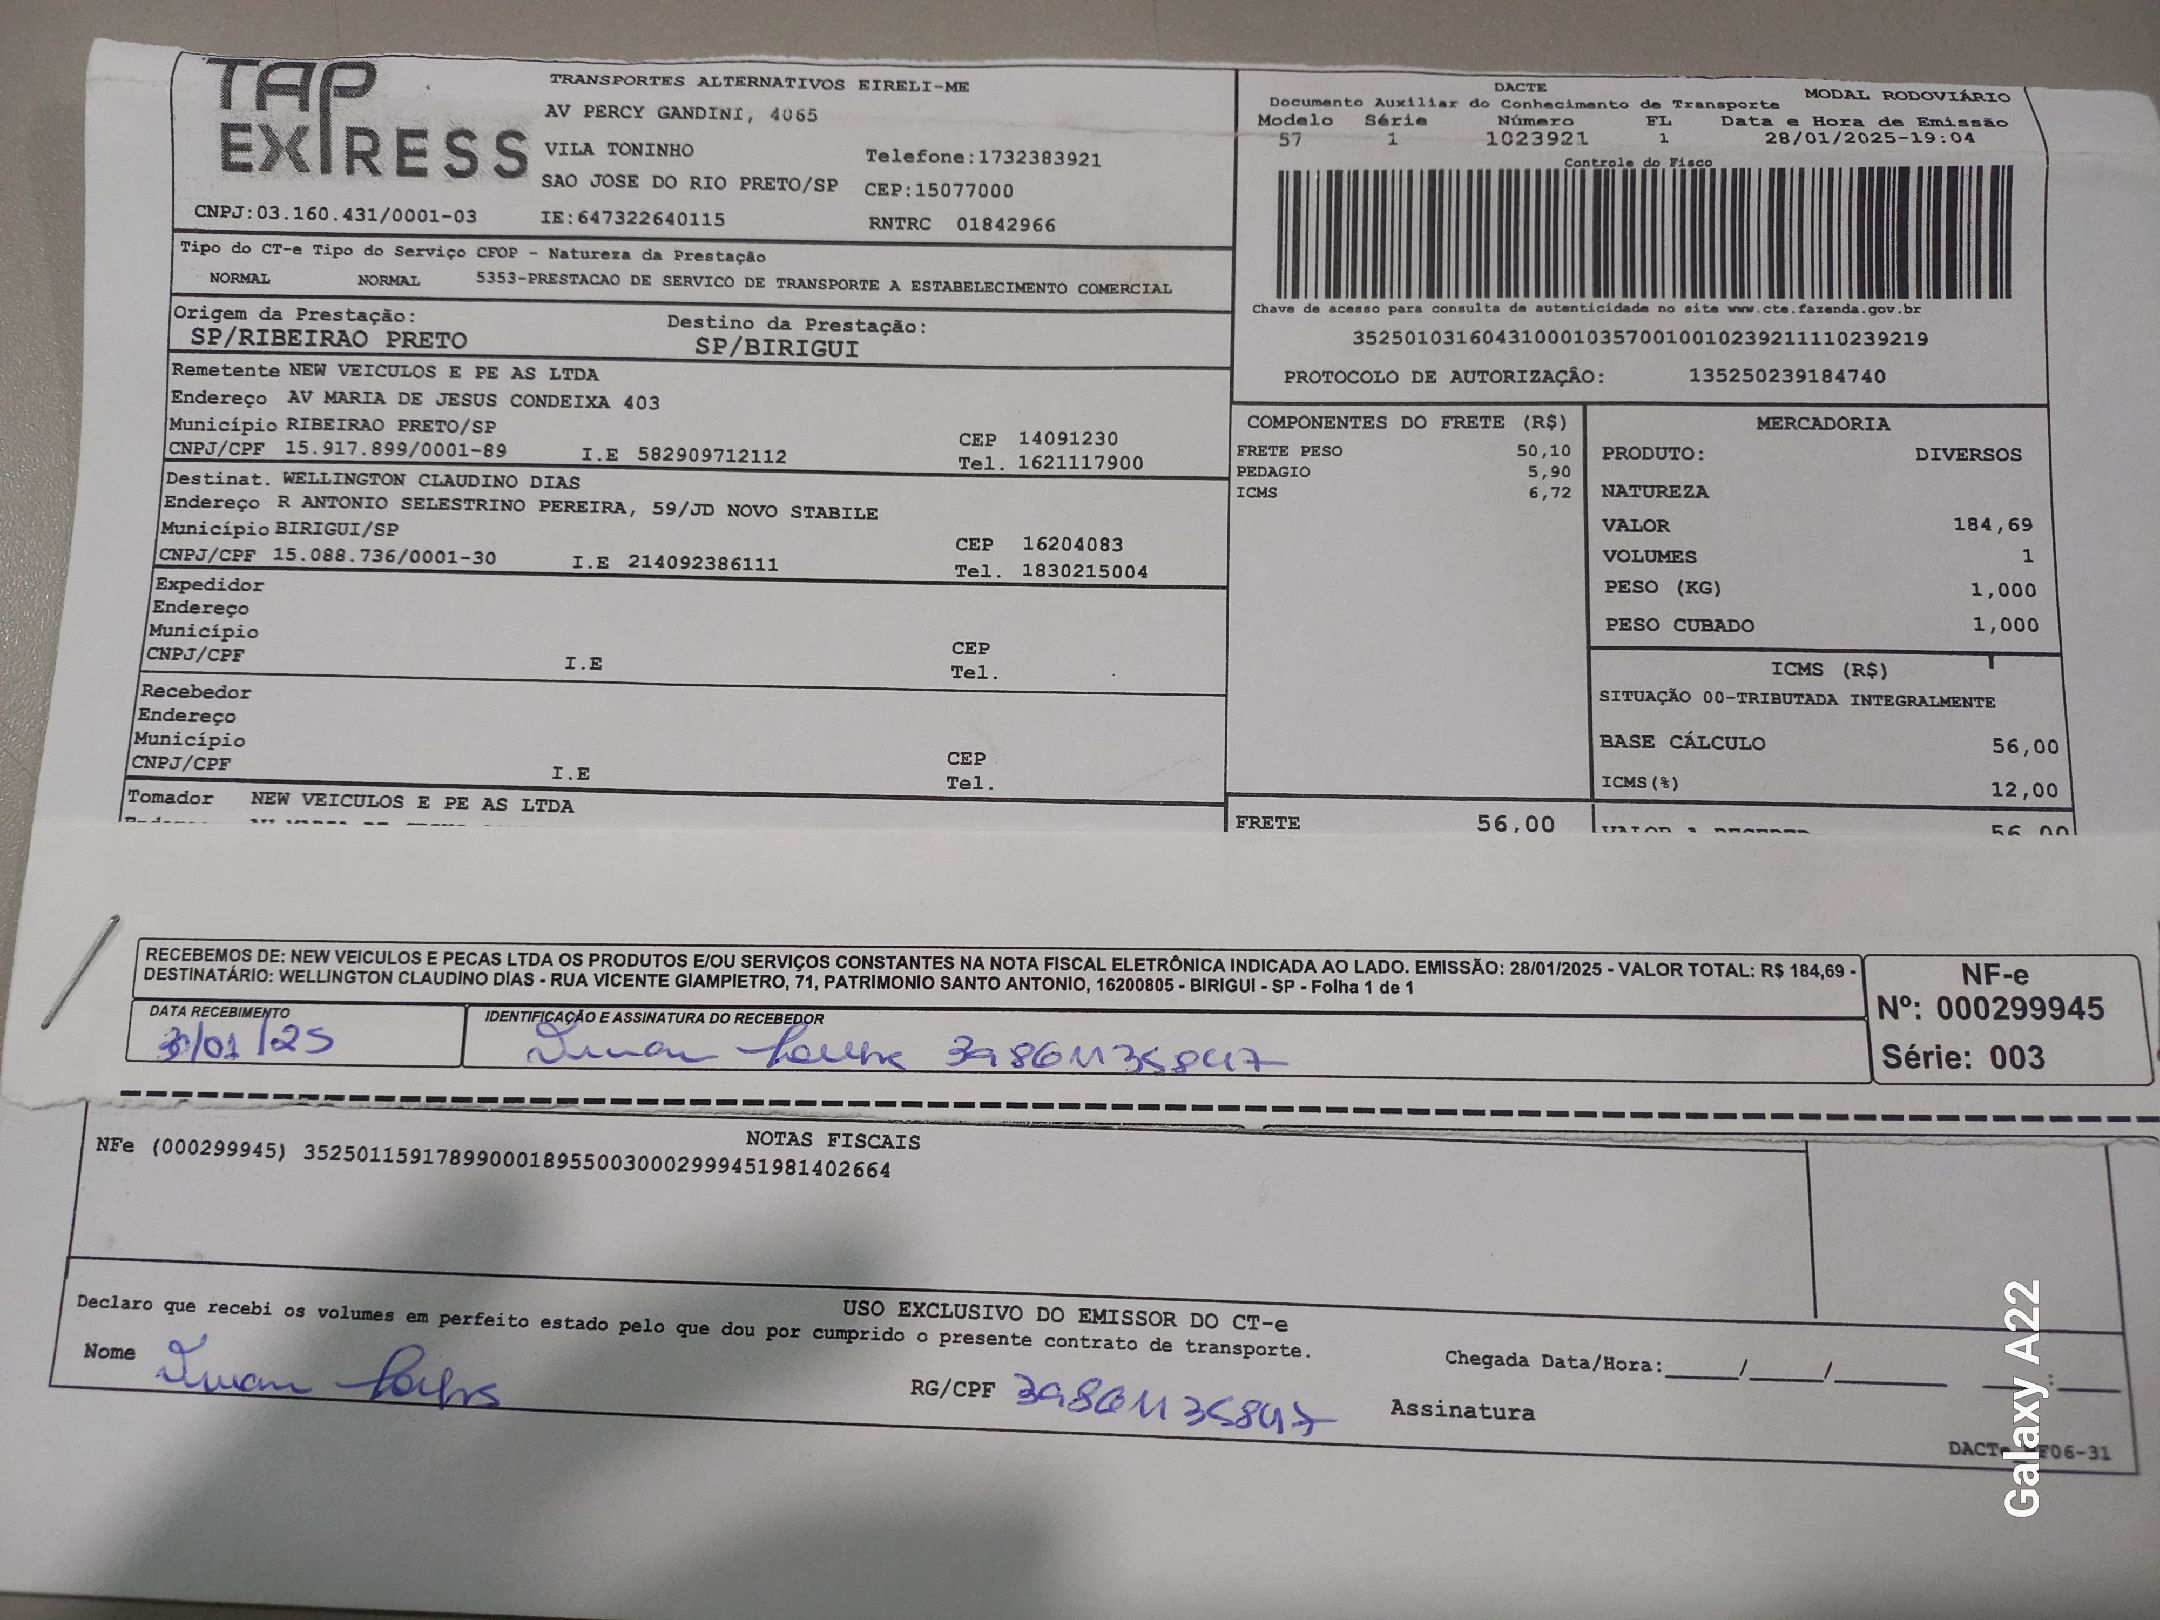 TAP EXPRESS
TRANSPORTES ALTERNATIVOS EIRELI-ME
AV PERCY GANDINI, 4065
VILA TONINHO
Telefone:1732383921
SAO JOSE DO RIO PRETO/SP CEP:15077000
CNPJ:03.160.431/0001-03 IE:647322640115 RNTRC 01842966
Tipo do CT-e Tipo do Serviço CFOP - Natureza da Prestação
NORMAL NORMAL 5353-PRESTACAO DE SERVICO DE TRANSPORTE A ESTABELECIMENTO COMERCIAL
Origem da Prestação: Destino da Prestação:
SP/RIBEIRAO PRETO SP/BIRIGUI
Remetente NEW VEICULOS E PE AS LTDA
Endereço AV MARIA DE JESUS CONDEIXA 403
Município RIBEIRAO PRETO/SP CEP 14091230
CNPJ/CPF 15.917.899/0001-89 I.E 582909712112 Tel. 1621117900
Destinat. WELLINGTON CLAUDINO DIAS
Endereço R ANTONIO SELESTRINO PEREIRA, 59/JD NOVO STABILE
Município BIRIGUI/SP CEP 16204083
CNPJ/CPF 15.088.736/0001-30 I.E 214092386111 Tel. 1830215004
Expedidor
Endereço
Município CEP
CNPJ/CPF I.E Tel.
Recebedor
Endereço
Município CEP
CNPJ/CPF I.E Tel.
Tomador NEW VEICULOS E PE AS LTDA
DACTE MODAL RODOVIÁRIO
Documento Auxiliar do Conhecimento de Transporte
Modelo Série Número FL Data e Hora de Emissão
57 1 1023921 1 28/01/2025-19:04
Controle do Fisco
Chave de acesso para consulta de autenticidade no site www.cte.fazenda.gov.br
35250103160431000103570010010239211110239219
PROTOCOLO DE AUTORIZAÇÃO: 135250239184740
COMPONENTES DO FRETE (R$)
FRETE PESO 50,10
PEDAGIO 5,90
ICMS 6,72
FRETE 56,00
MERCADORIA
PRODUTO: DIVERSOS
NATUREZA
VALOR 184,69
VOLUMES 1
PESO (KG) 1,000
PESO CUBADO 1,000
ICMS (R$)
SITUAÇÃO 00-TRIBUTADA INTEGRALMENTE
BASE CÁLCULO 56,00
ICMS(%) 12,00
VALOR A RECEBER 56,00
RECEBEMOS DE: NEW VEICULOS E PECAS LTDA OS PRODUTOS E/OU SERVIÇOS CONSTANTES NA NOTA FISCAL ELETRÔNICA INDICADA AO LADO. EMISSÃO: 28/01/2025 - VALOR TOTAL: R$ 184,69 -
DESTINATÁRIO: WELLINGTON CLAUDINO DIAS - RUA VICENTE GIAMPIETRO, 71, PATRIMONIO SANTO ANTONIO, 16200805 - BIRIGUI - SP - Folha 1 de 1
DATA RECEBIMENTO
30/01/25
IDENTIFICAÇÃO E ASSINATURA DO RECEBEDOR
39861135847
NF-e
Nº: 000299945
Série: 003
NOTAS FISCAIS
NFe (000299945) 35250115917899000189550030002999451981402664
USO EXCLUSIVO DO EMISSOR DO CT-e
Declaro que recebi os volumes em perfeito estado pelo que dou por cumprido o presente contrato de transporte.
Nome
RG/CPF 39861135847
Chegada Data/Hora:_____/_____/_______ ___:____
Assinatura
Galaxy A22